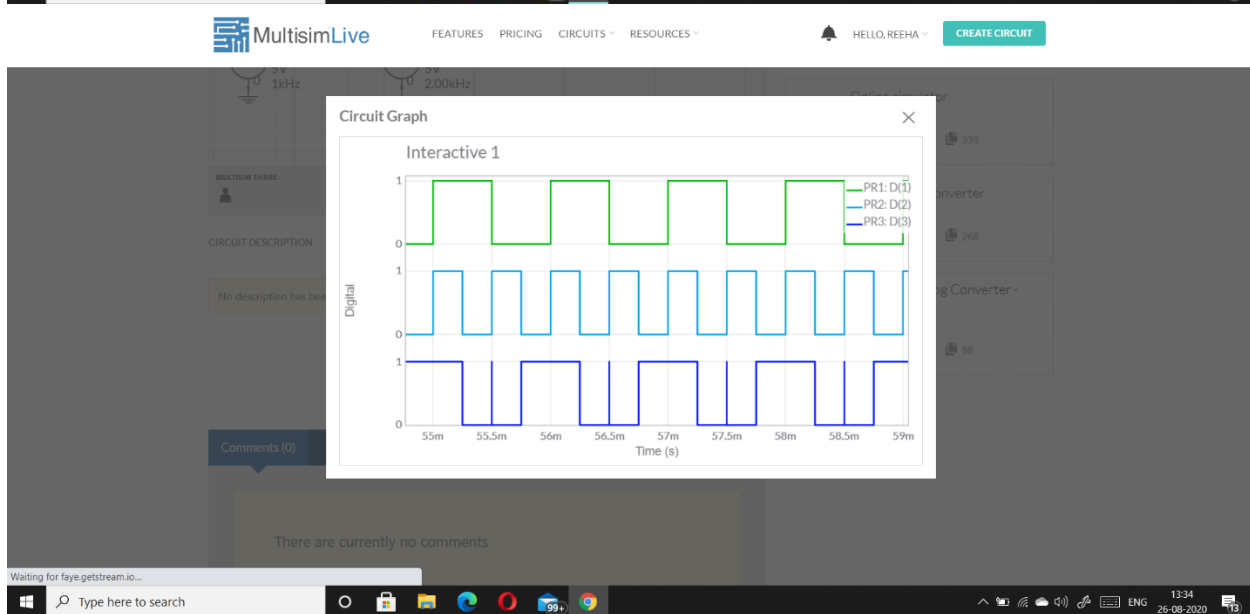 MultisimLive
FEATURES PRICING CIRCUITS RESOURCES
HELLO, REEHA
CREATE CIRCUIT
5V
1kHz
5V
2.00kHz
Circuit Graph
Interactive 1
1
0
1
0
1
0
Digital
PR1: D(1)
PR2: D(2)
PR3: D(3)
55m 55.5m 56m 56.5m 57m 57.5m 58m 58.5m 59m
Time (s)
339
onverter
266
og Converter -
98
MULTISIM SHARE
CIRCUIT DESCRIPTION
No description has bee
Comments (0)
There are currently no comments
Waiting for faye.getstream.io...
Type here to search
99+
ENG
13:34
26-08-2020
13